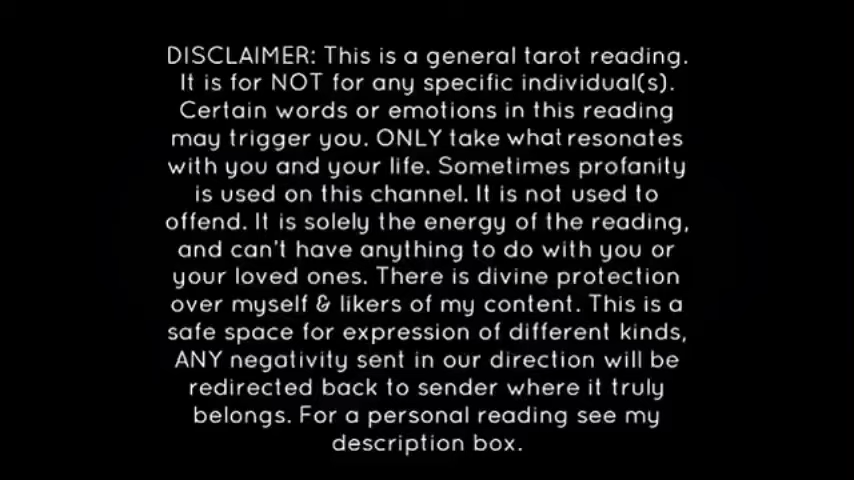 DISCLAIMER: This is a general tarot reading.
It is for NOT for any specific individual(s).
Certain words or emotions in this reading
may trigger you. ONLY take what resonates
with you and your life. Sometimes profanity
is used on this channel. It is not used to
offend. It is solely the energy of the reading,
and can't have anything to do with you or
your loved ones. There is divine protection
over myself & likers of my content. This is a
safe space for expression of different kinds,
ANY negativity sent in our direction will be
redirected back to sender where it truly
belongs. For a personal reading see my
description box.